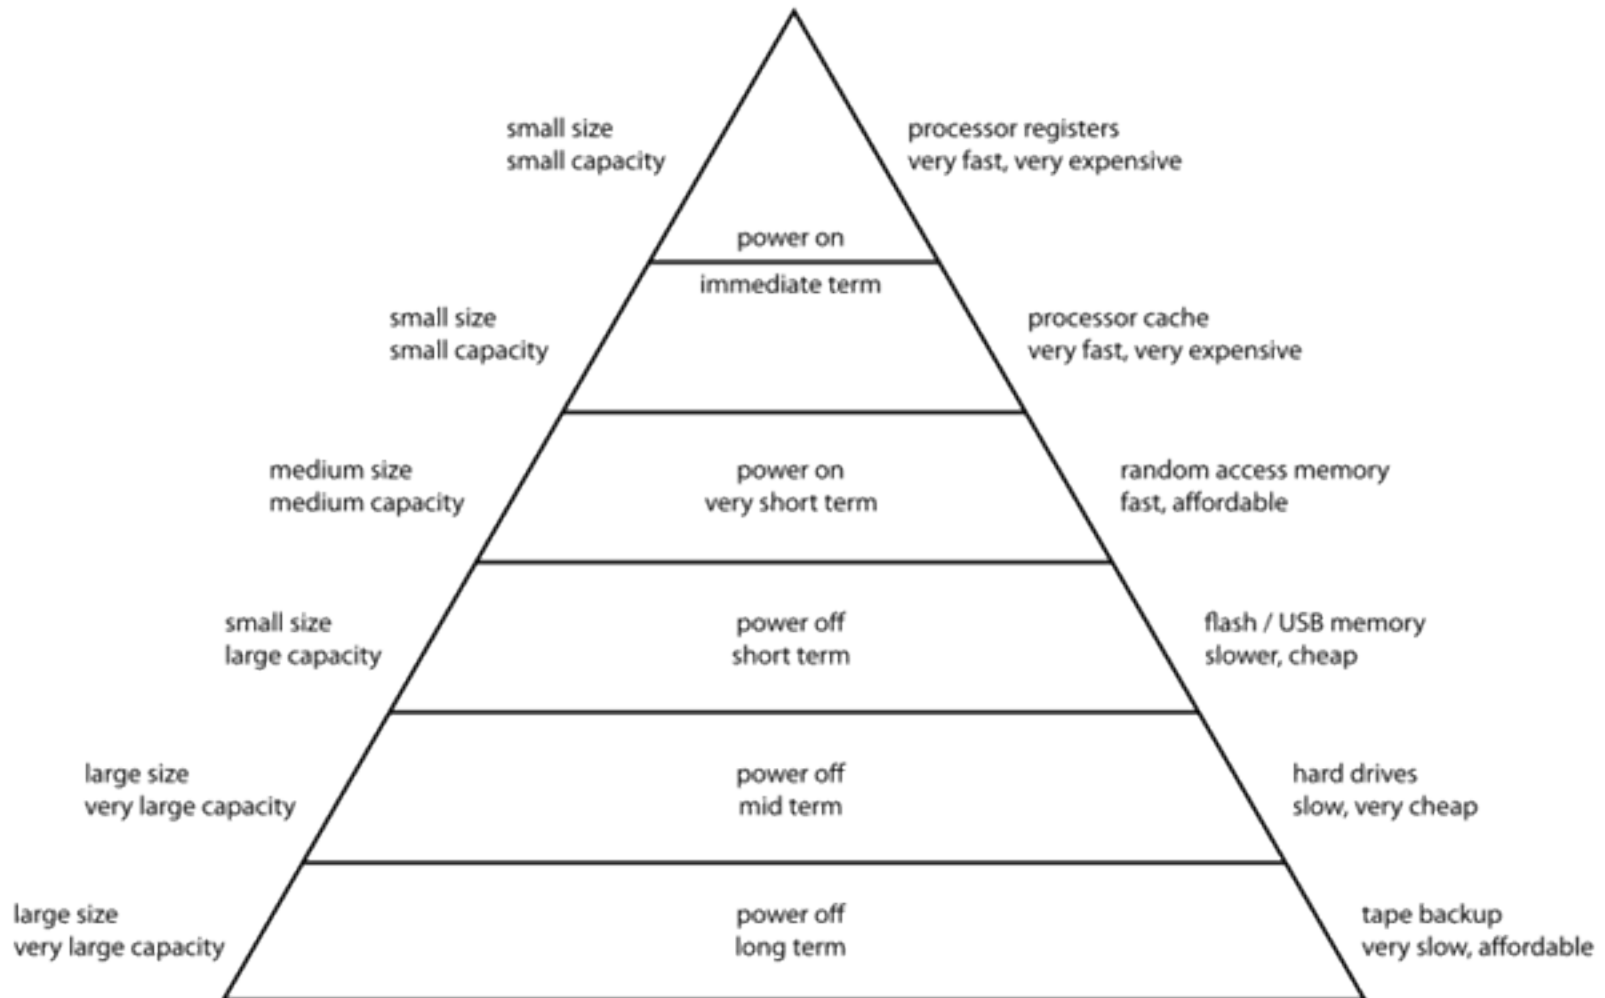 small size
small capacity
processor registers
very fast, very expensive
power on
immediate term
small size
small capacity
processor cache
very fast, very expensive
medium size
medium capacity
power on
very short term
random access memory
fast, affordable
small size
large capacity
power off
short term
flash / USB memory
slower, cheap
large size
very large capacity
power off
mid term
hard drives
slow, very cheap
large size
very large capacity
power off
long term
tape backup
very slow, affordable